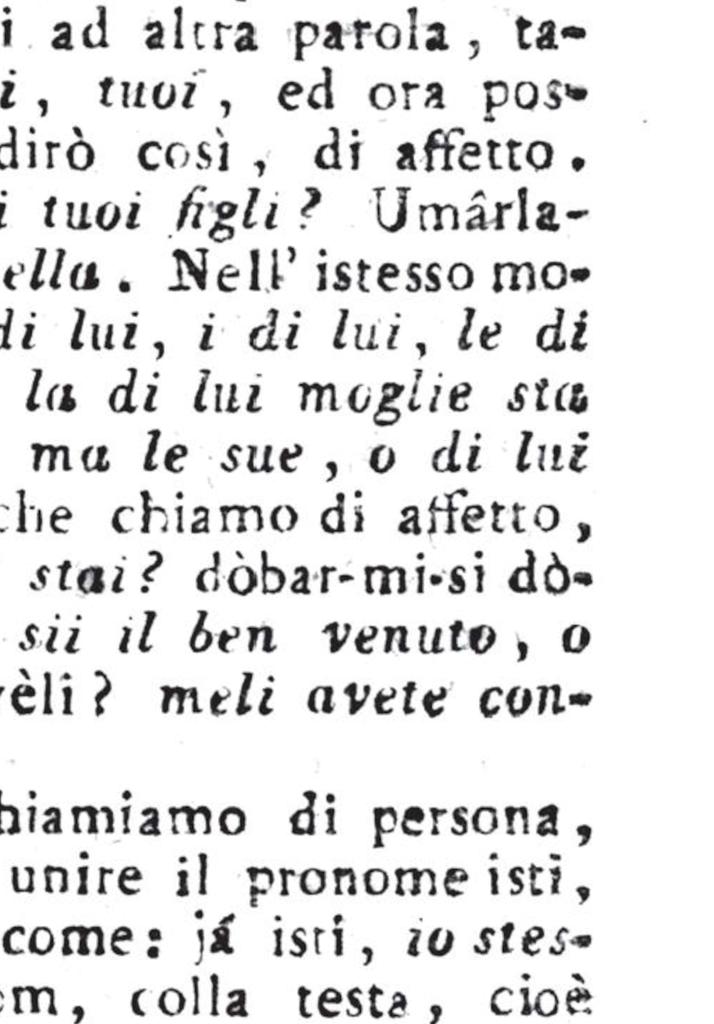 i ad altra parola, ta-
i, tuoi, ed ora pos-
dirò così, di affetto.
i tuoi figli? Umârla-
ella. Nell' istesso mo-
di lui, i di lui, le di
la di lui moglie sta
ma le sue, o di lui
che chiamo di affetto,
stai? dòbar-mi-si dò-
sii il ben venuto, o
vèli? meli avete con-
hiamiamo di persona,
unire il pronome isti,
come: já isti, io stes-
om, colla testa, cioè